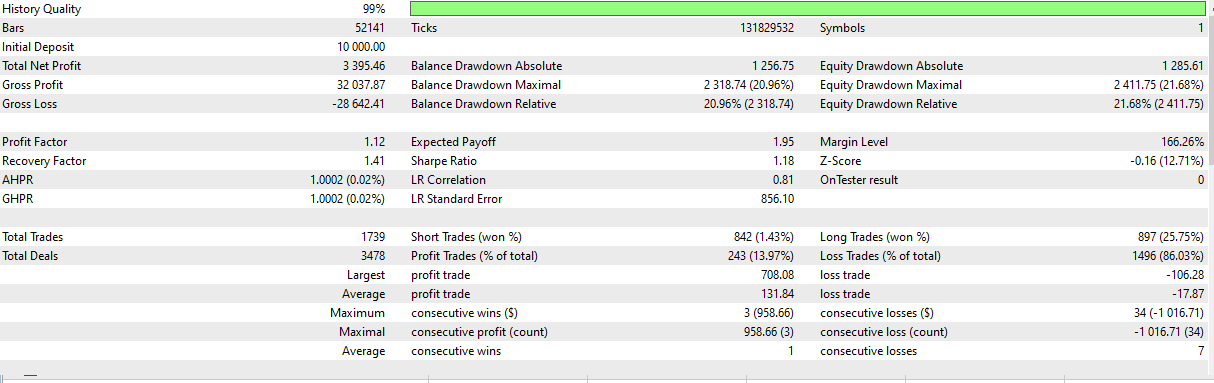 History Quality 99%
Bars 52141 Ticks 131829532 Symbols 1
Initial Deposit 10 000.00
Total Net Profit 3 395.46 Balance Drawdown Absolute 1 256.75 Equity Drawdown Absolute 1 285.61
Gross Profit 32 037.87 Balance Drawdown Maximal 2 318.74 (20.96%) Equity Drawdown Maximal 2 411.75 (21.68%)
Gross Loss -28 642.41 Balance Drawdown Relative 20.96% (2 318.74) Equity Drawdown Relative 21.68% (2 411.75)
Profit Factor 1.12 Expected Payoff 1.95 Margin Level 166.26%
Recovery Factor 1.41 Sharpe Ratio 1.18 Z-Score -0.16 (12.71%)
AHPR 1.0002 (0.02%) LR Correlation 0.81 OnTester result 0
GHPR 1.0002 (0.02%) LR Standard Error 856.10
Total Trades 1739 Short Trades (won %) 842 (1.43%) Long Trades (won %) 897 (25.75%)
Total Deals 3478 Profit Trades (% of total) 243 (13.97%) Loss Trades (% of total) 1496 (86.03%)
Largest profit trade 708.08 loss trade -106.28
Average profit trade 131.84 loss trade -17.87
Maximum consecutive wins ($) 3 (958.66) consecutive losses ($) 34 (-1 016.71)
Maximal consecutive profit (count) 958.66 (3) consecutive loss (count) -1 016.71 (34)
Average consecutive wins 1 consecutive losses 7